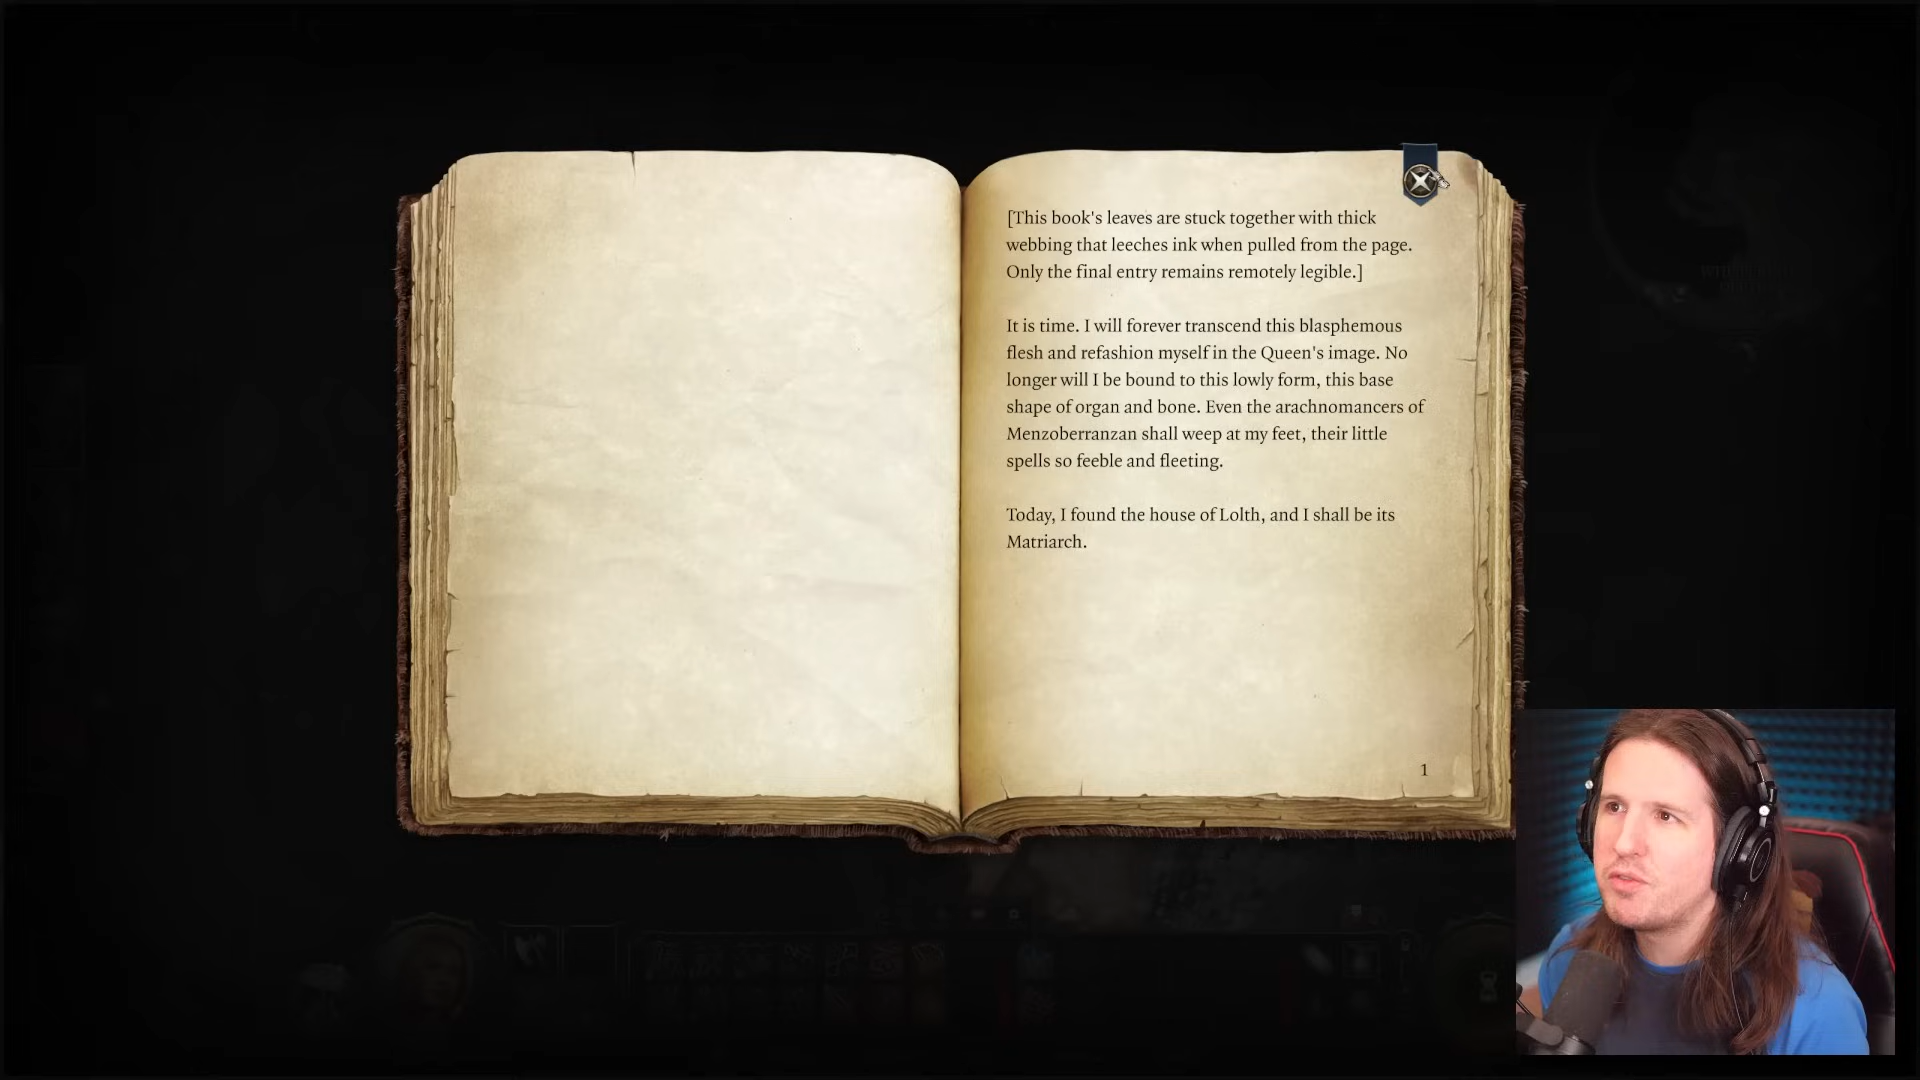 [This book's leaves are stuck together with thick
webbing that leeches ink when pulled from the page.
Only the final entry remains remotely legible.]
It is time. I will forever transcend this blasphemous
flesh and refashion myself in the Queen's image. No
longer will I be bound to this lowly form, this base
shape of organ and bone. Even the arachnomancers of
Menzoberranzan shall weep at my feet, their little
spells so feeble and fleeting.
Today, I found the house of Lolth, and I shall be its
Matriarch.
1